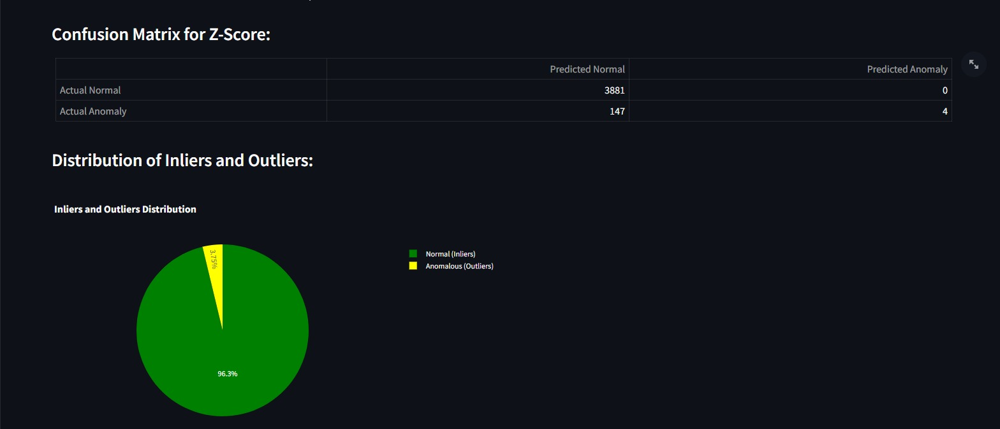 Confusion Matrix for Z-Score:
Predicted Normal Predicted Anomaly
Actual Normal 3881 0
Actual Anomaly 147 4
Distribution of Inliers and Outliers:
Inliers and Outliers Distribution
Normal (Inliers)
Anomalous (Outliers)
3.75%
96.3%